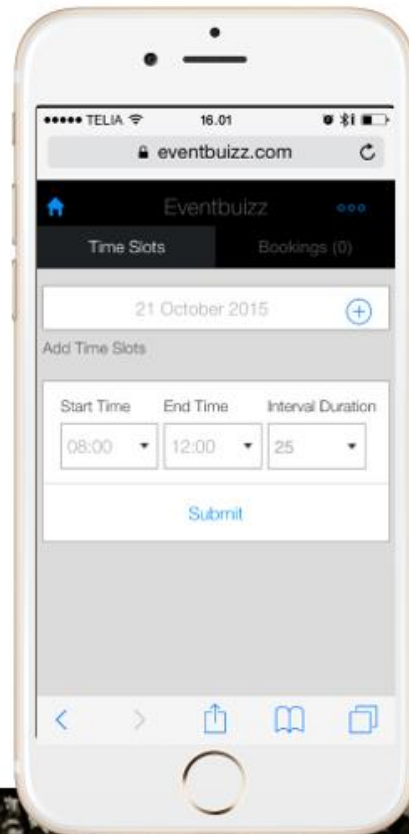 TELIA 16.01
eventbuizz.com
Eventbuizz
Time Slots Bookings (0)
21 October 2015
Add Time Slots
Start Time End Time Interval Duration
08:00 12:00 25
Submit